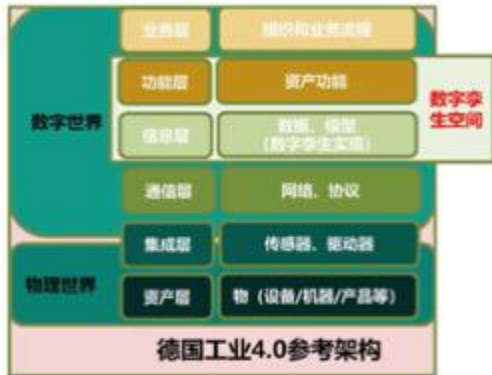 业务层 组织和业务流程
功能层 资产功能
数字孪
生空间
数字世界
信息层 数据、模型
（数字孪生实现）
通信层 网络、协议
集成层 传感器、驱动器
物理世界
资产层 物（设备/机器/产品等）
德国工业4.0参考架构